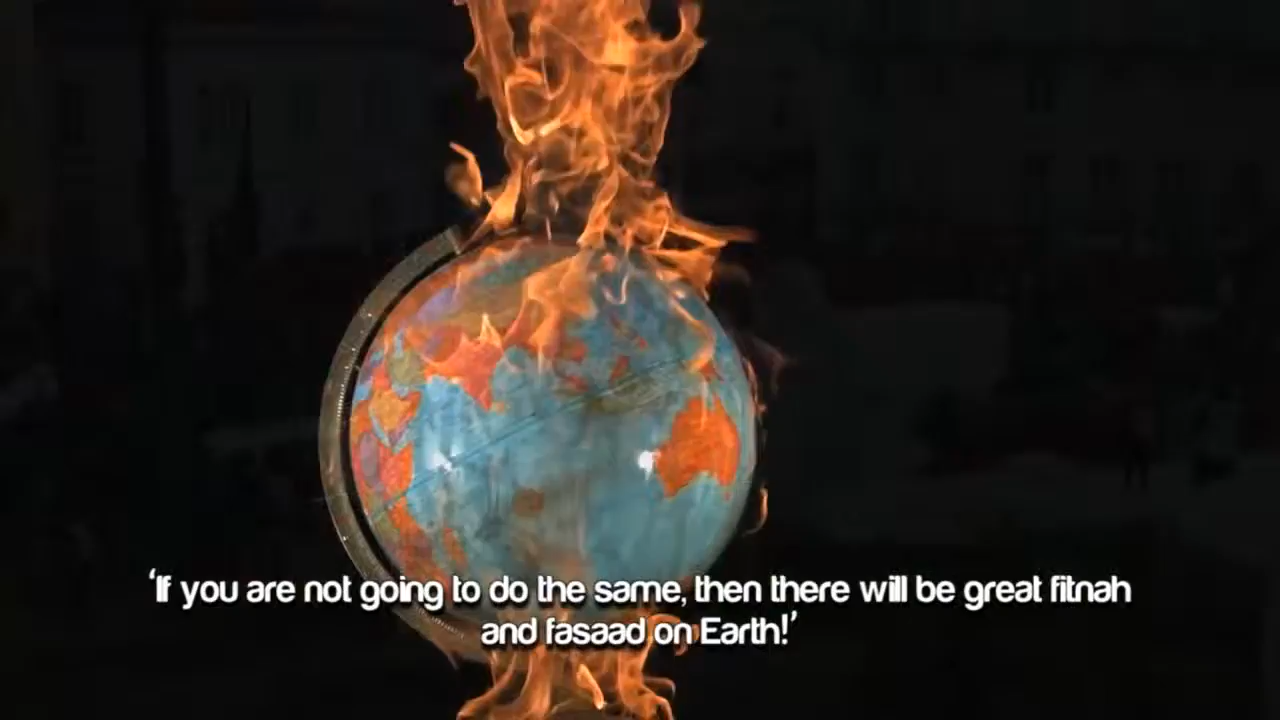 ‘If you are not going to do the same, then there will be great fitnah
and fasaad on Earth!’